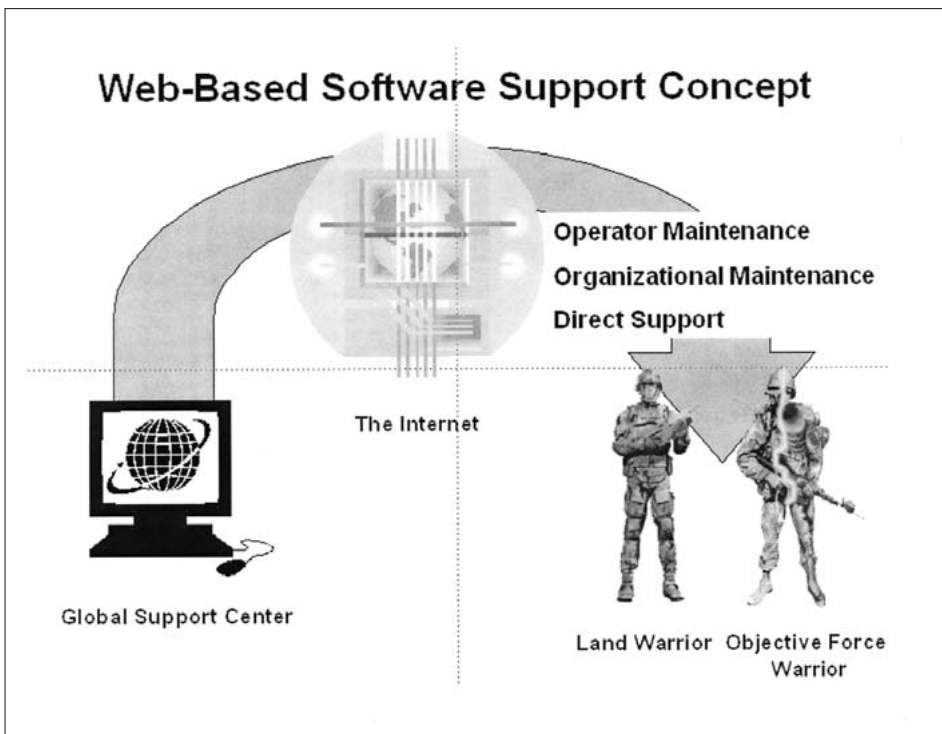 Web-Based Software Support Concept
Operator Maintenance
Organizational Maintenance
Direct Support
The Internet
Global Support Center
Land Warrior
Objective Force
Warrior